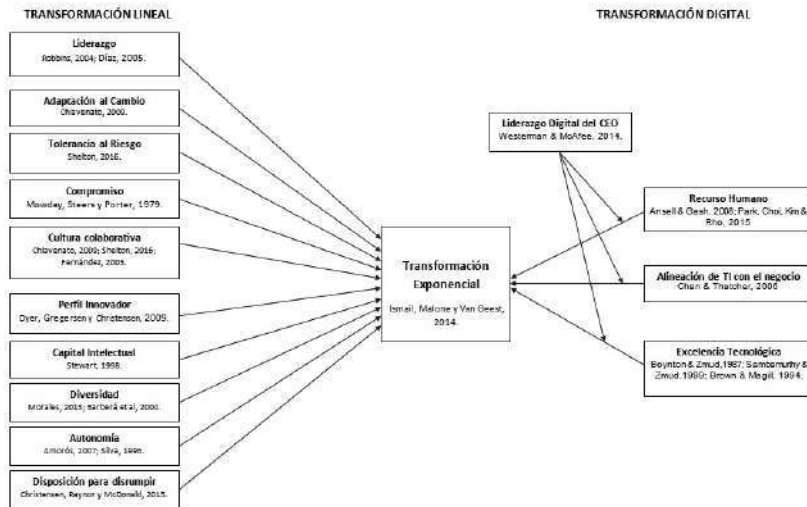 TRANSFORMACIÓN LINEAL
Liderazgo
Robbins, 2004; Díaz, 2005.
Adaptación al Cambio
Chiavenato, 2009.
Tolerancia al Riesgo
Shelton, 2016.
Compromiso
Mowday, Steers y Porter, 1979.
Cultura colaborativa
Chiavenato, 2009; Shelton, 2016;
Fernández, 2005.
Perfil Innovador
Dyer, Gregersen y Christensen, 2009.
Capital Intelectual
Stewart, 1998.
Diversidad
Morales, Barberá et al,
Autonomía
Amorós, 2007; Silva, 1996.
Disposición para disrumpir
Christensen, Raynor y McDonald, 2015.
Transformación
Exponencial
Ismail, Malone y Van Geest,
2014.
TRANSFORMACIÓN DIGITAL
Liderazgo Digital del CEO
Westerman & McAfee, 2014.
Recurso Humano
Ansell & Gash, 2008; Park, Choi, Kim &
Rho, 2015
Alineación de TI con el negocio
Chen & Thatcher, 2006
Excelencia Tecnológica
Boynton & Zmud,1987; Sambamurthy &
Zmud,1999; Brown & Magill, 1994.